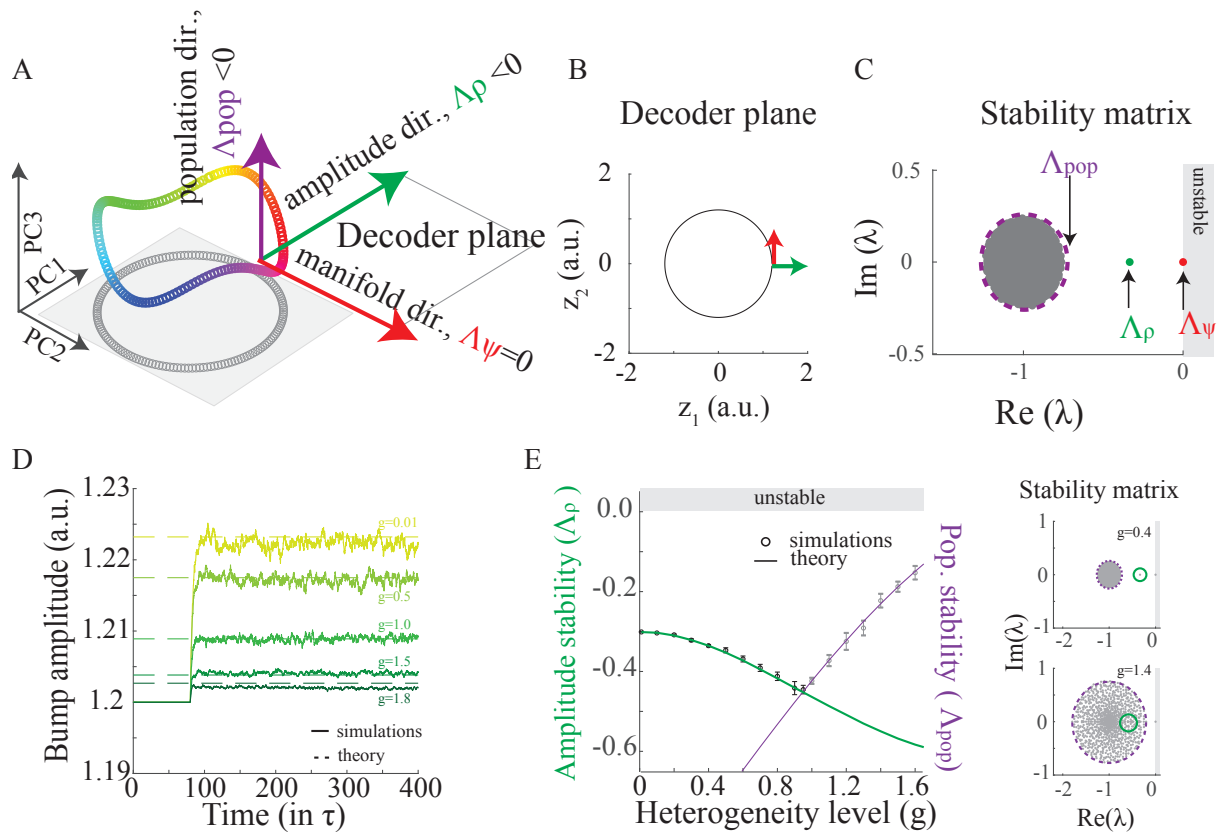 A
population dir.,
Λpop <0
amplitude dir., Λρ <0
Decoder plane
manifold dir., Λψ=0
PC3
PC1
PC2
B
Decoder plane
2
0
-2
z2 (a.u.)
-2
0
2
z1 (a.u.)
C
Stability matrix
Λpop
unstable
0.5
0
-0.5
Im (λ)
Λρ
Λψ
-1
0
Re (λ)
D
1.23
1.22
1.21
1.2
1.19
Bump amplitude (a.u.)
g=0.01
g=0.5
g=1.0
g=1.5
g=1.8
simulations
theory
0
100
200
300
400
Time (in τ)
E
unstable
simulations
theory
0.0
-0.2
-0.4
-0.6
Amplitude stability (Λρ)
Pop. stability ( Λpop)
0
0.4
0.8
1.2
1.6
Heterogeneity level (g)
Stability matrix
g=0.4
1
0
-1
-2
-1
0
g=1.4
1
0
-1
Im(λ)
-2
-1
0
Re(λ)